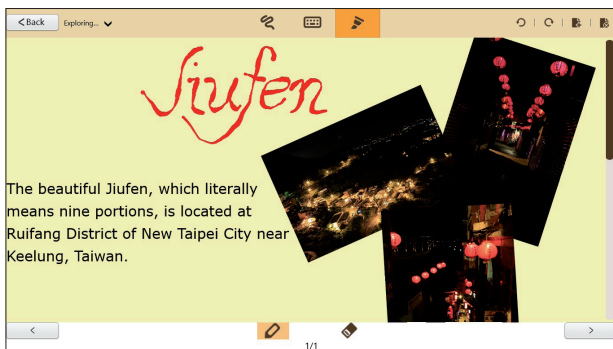 <Back
Exploring...
Jiufen
The beautiful Jiufen, which literally
means nine portions, is located at
Ruifang District of New Taipei City near
Keelung, Taiwan.
<
>
1/1